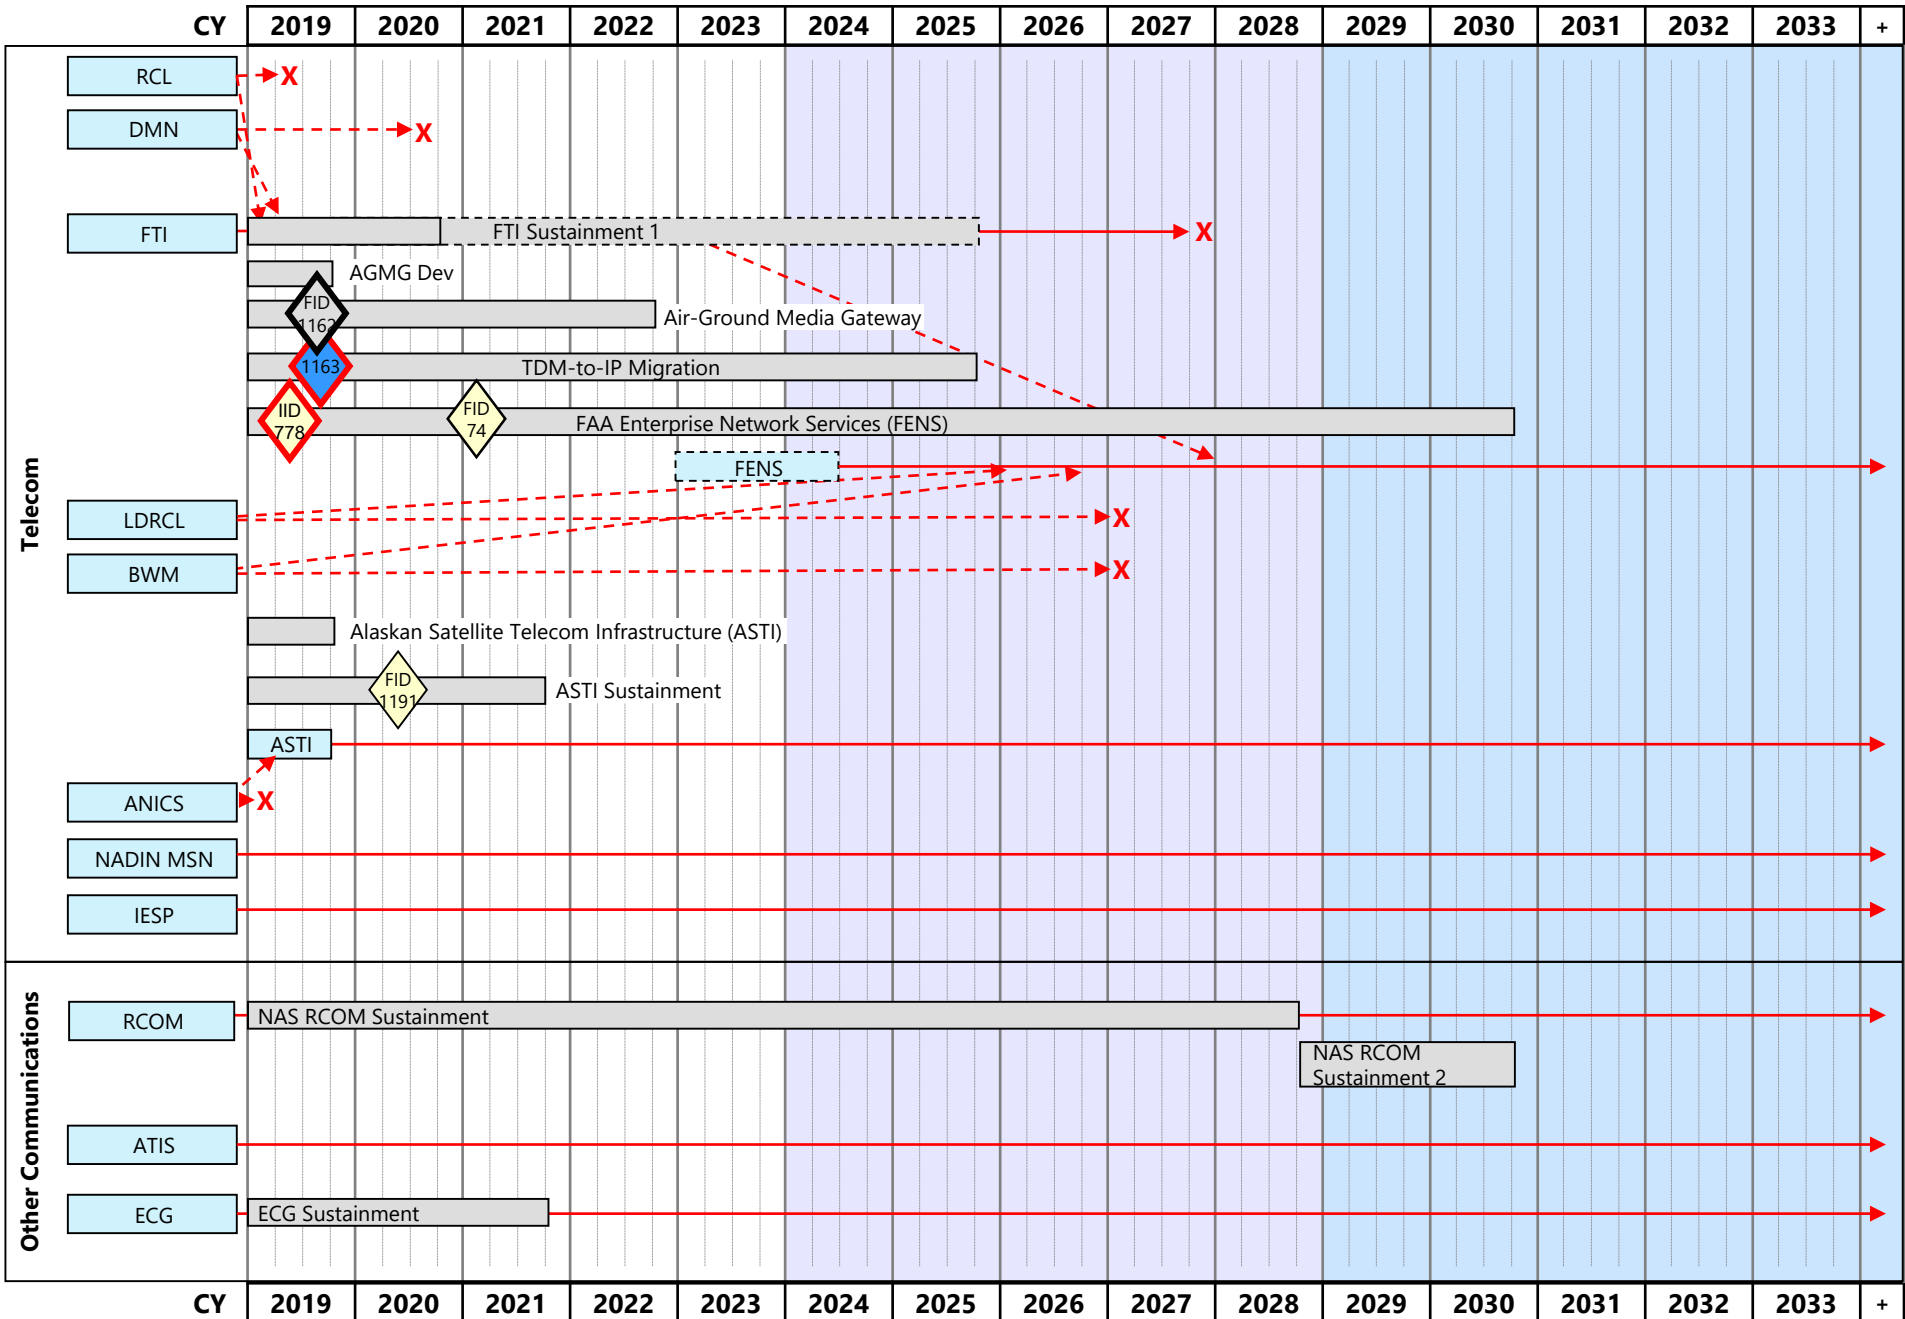 CY 2019 2020 2021 2022 2023 2024 2025 2026 2027 2028 2029 2030 2031 2032 2033 +
Telecom
RCL
X
DMN
X
FTI
FTI Sustainment 1
X
AGMG Dev
FID
1162
Air-Ground Media Gateway
1163
TDM-to-IP Migration
IID
778
FID
74
FAA Enterprise Network Services (FENS)
FENS
LDRCL
X
BWM
X
Alaskan Satellite Telecom Infrastructure (ASTI)
FID
1191
ASTI Sustainment
ASTI
ANICS
X
NADIN MSN
IESP
Other Communications
RCOM
NAS RCOM Sustainment
NAS RCOM
Sustainment 2
ATIS
ECG
ECG Sustainment
CY 2019 2020 2021 2022 2023 2024 2025 2026 2027 2028 2029 2030 2031 2032 2033 +